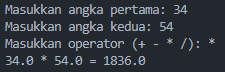 Masukkan angka pertama: 34
Masukkan angka kedua: 54
Masukkan operator (+ - * /): *
34.0 * 54.0 = 1836.0